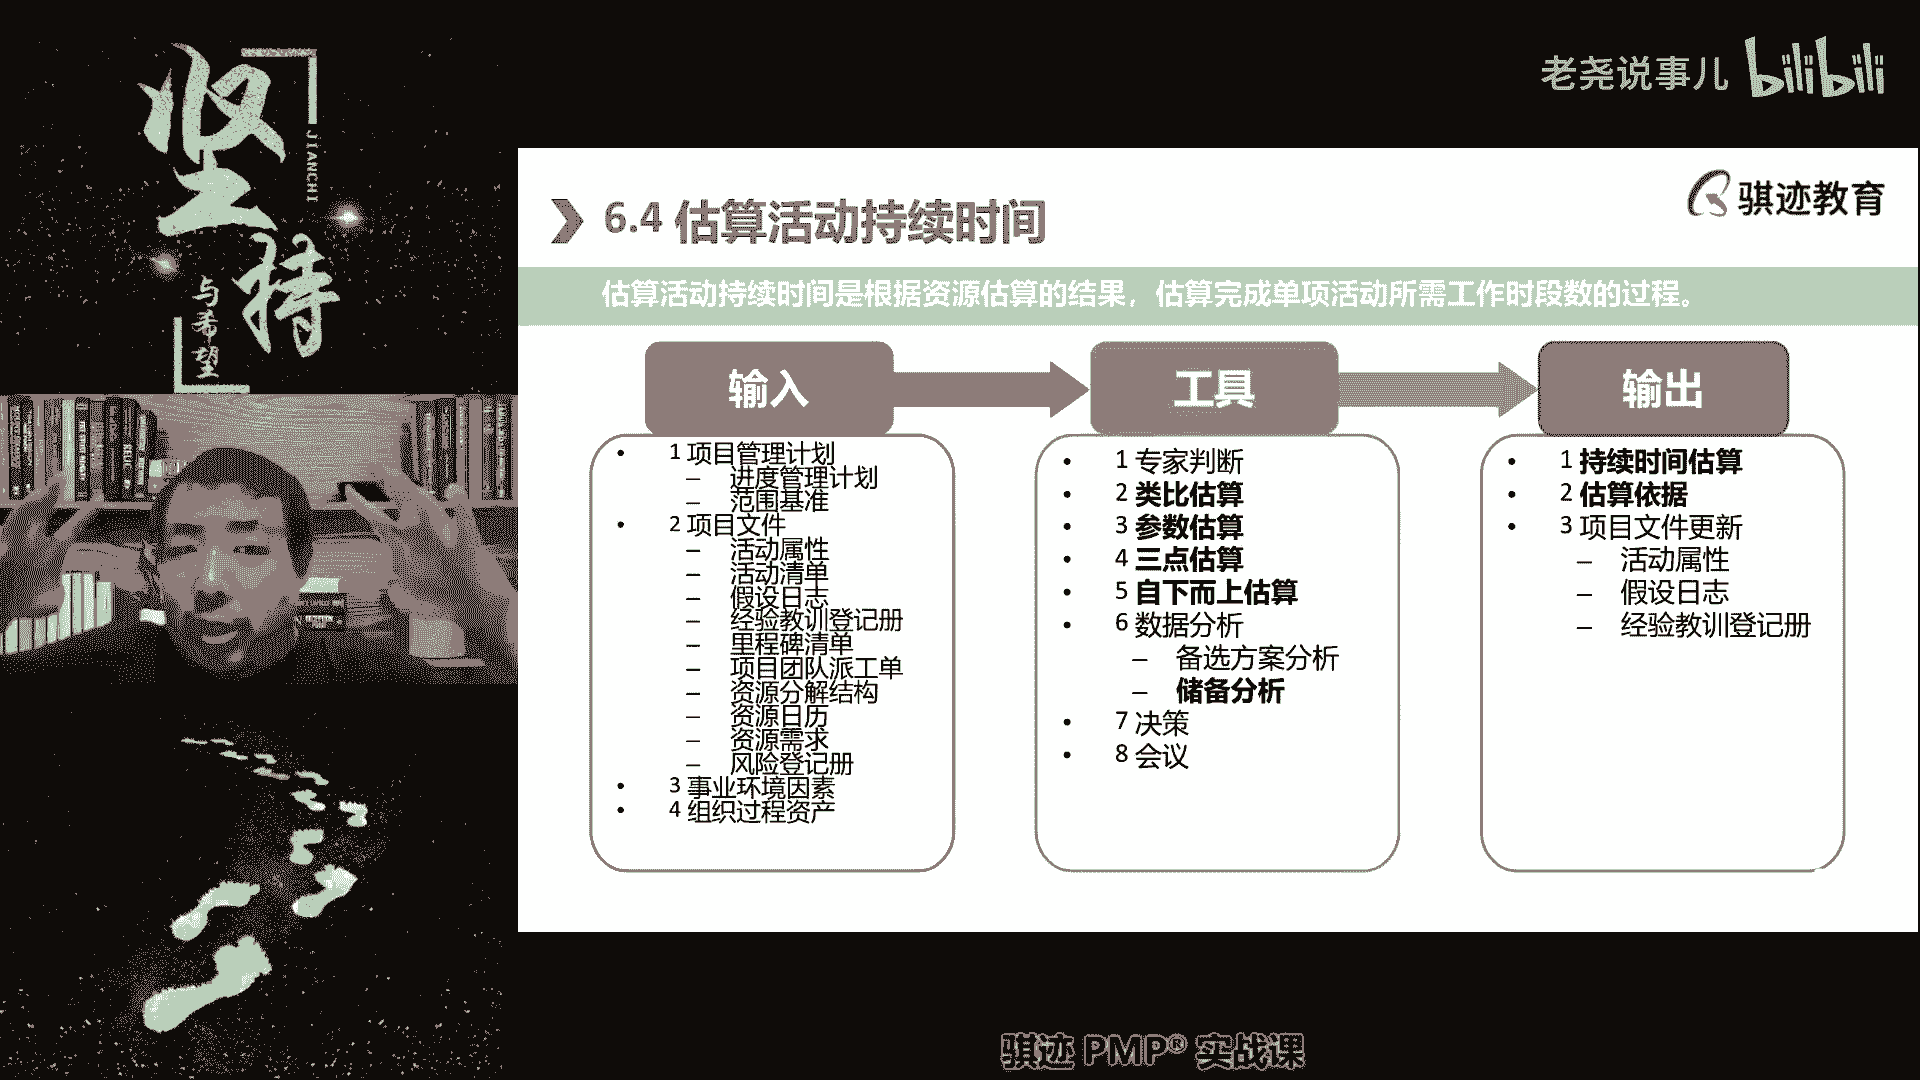 坚持
JIANCHI
与希望
老尧说事儿 bilibili
骐迹教育
6.4 估算活动持续时间
估算活动持续时间是根据资源估算的结果，估算完成单项活动所需工作时段数的过程。
输入
• 1 项目管理计划
– 进度管理计划
– 范围基准
• 2 项目文件
– 活动属性
– 活动清单
– 假设日志
– 经验教训登记册
– 里程碑清单
– 项目团队派工单
– 资源分解结构
– 资源日历
– 资源需求
– 风险登记册
• 3 事业环境因素
• 4 组织过程资产
工具
• 1 专家判断
• 2 类比估算
• 3 参数估算
• 4 三点估算
• 5 自下而上估算
• 6 数据分析
– 备选方案分析
– 储备分析
• 7 决策
• 8 会议
输出
• 1 持续时间估算
• 2 估算依据
• 3 项目文件更新
– 活动属性
– 假设日志
– 经验教训登记册
骐迹 PMP® 实战课